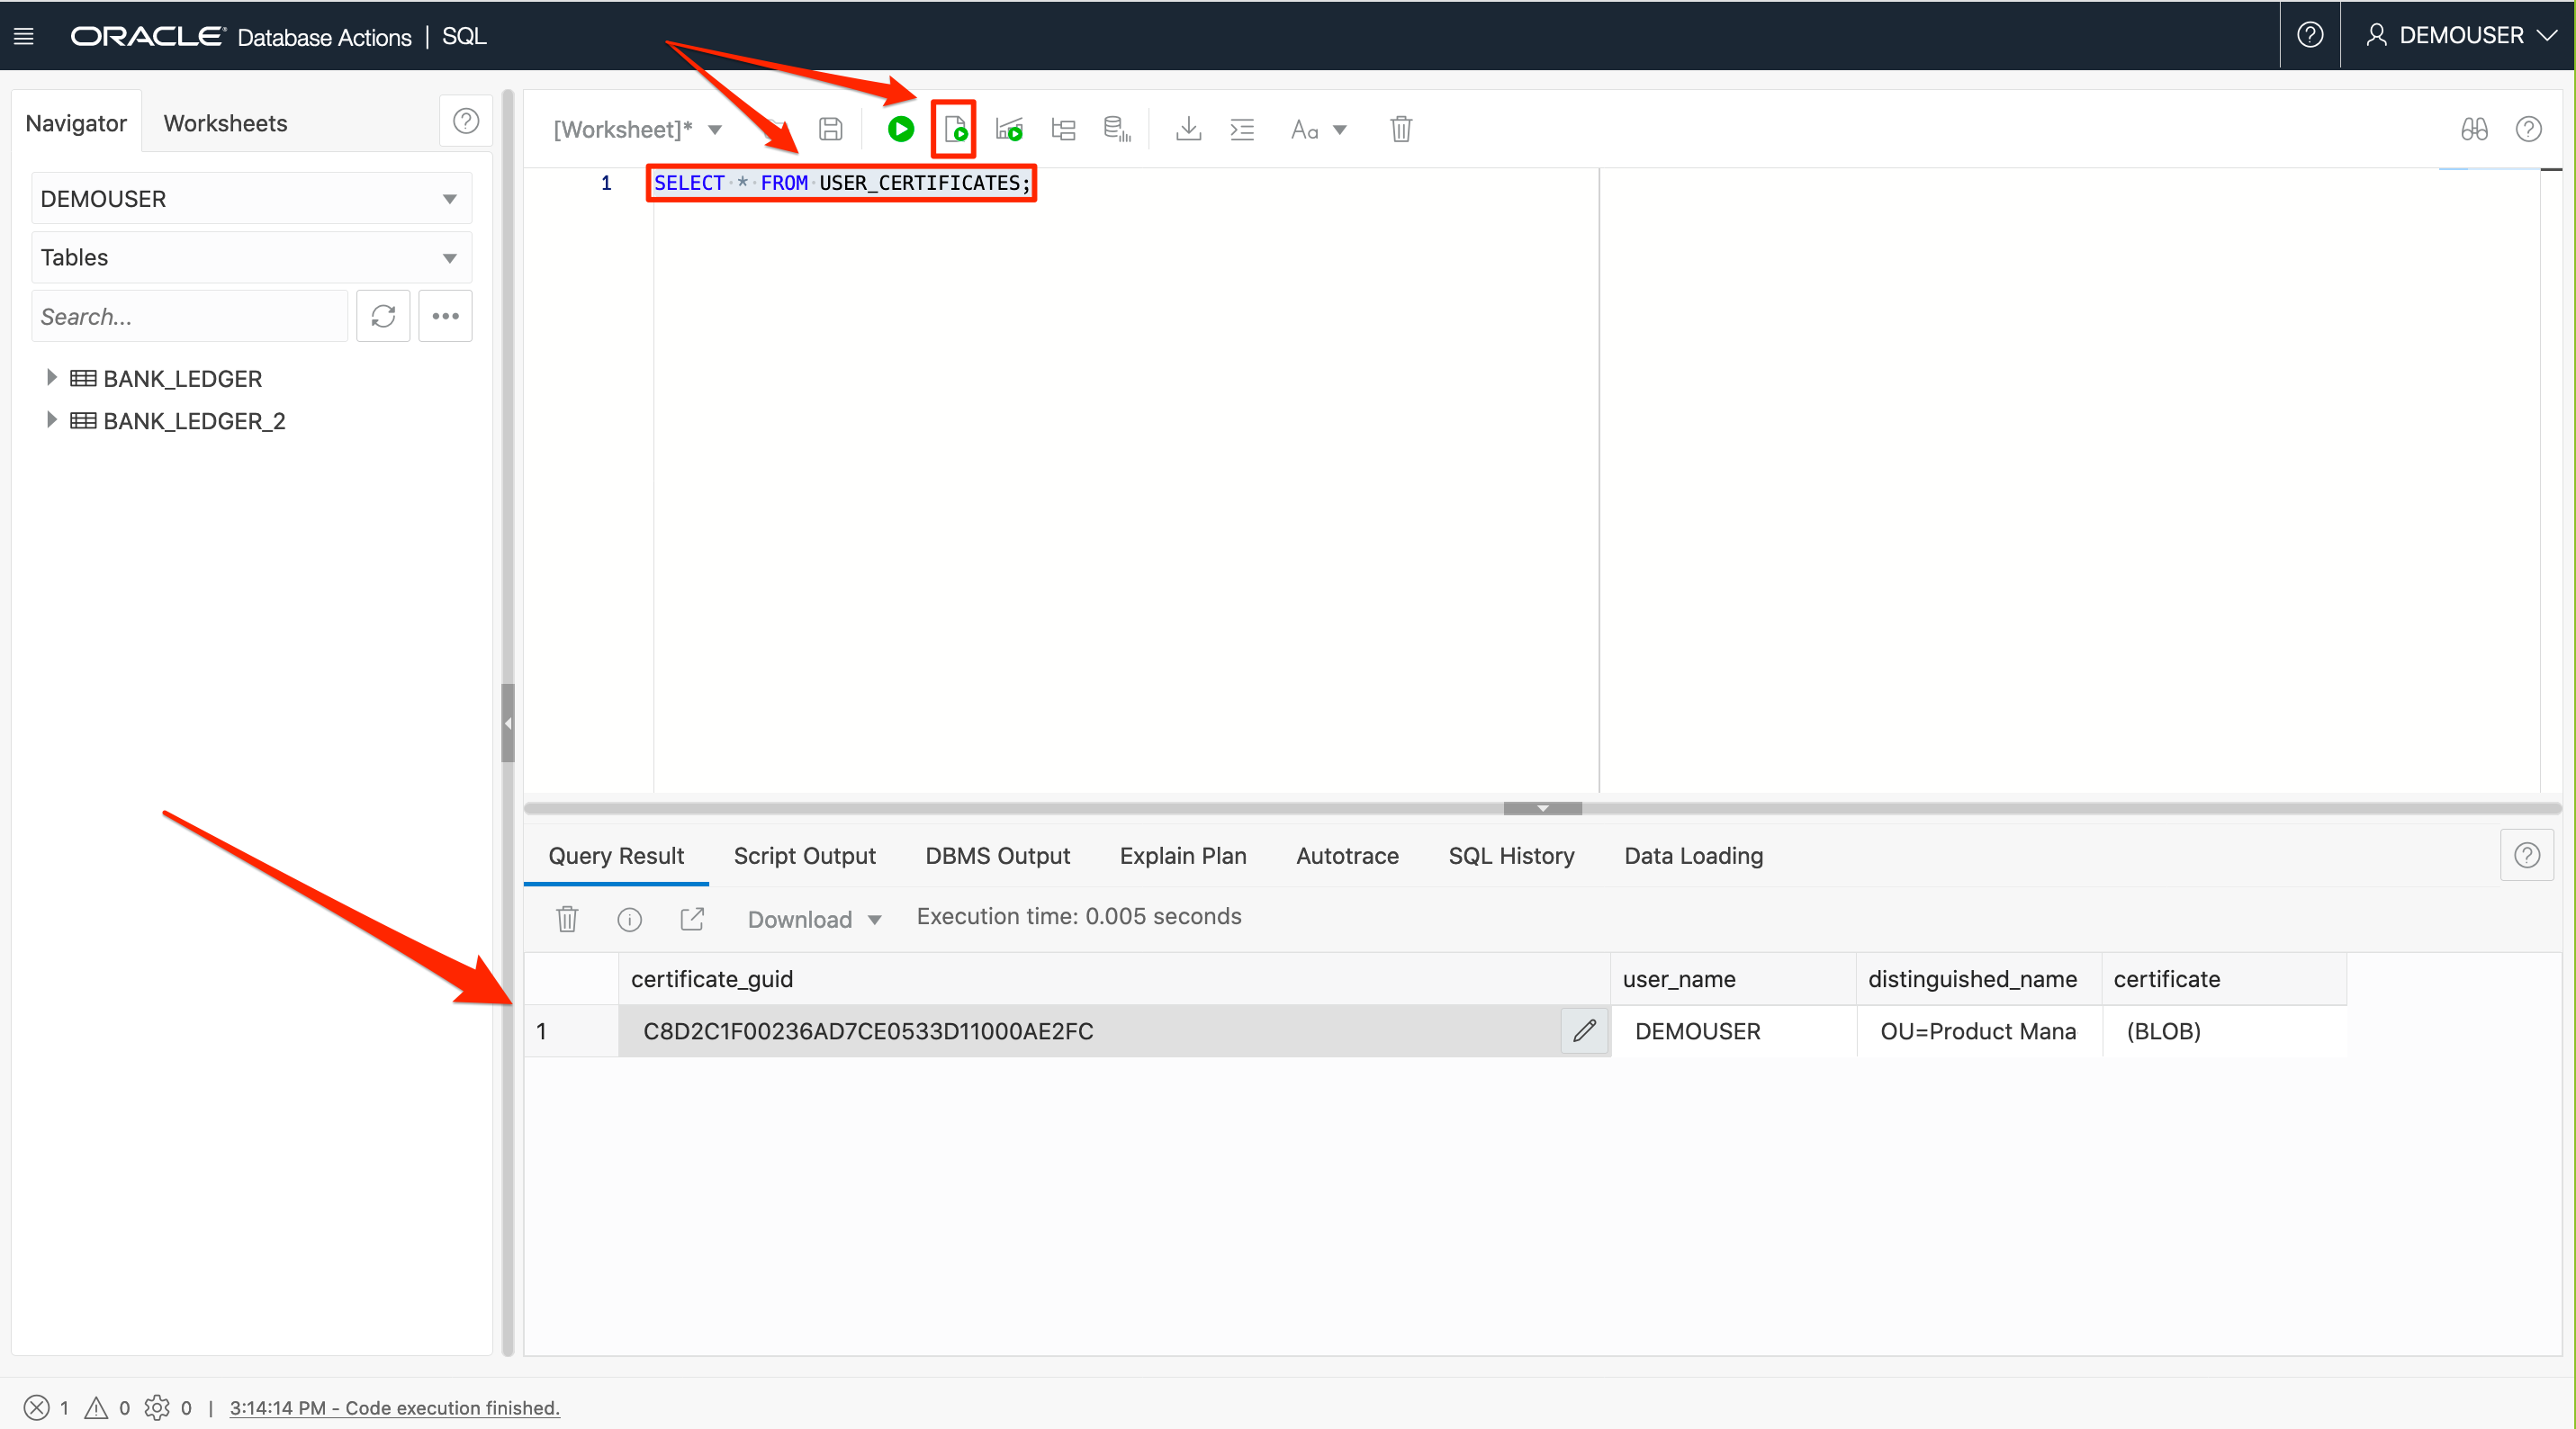 ORACLE Database Actions | SQL
DEMOUSER
Navigator
Worksheets
DEMOUSER
Tables
Search...
BANK_LEDGER
BANK_LEDGER_2
[Worksheet]*
Aa
1 SELECT * FROM USER_CERTIFICATES;
Query Result Script Output DBMS Output Explain Plan Autotrace SQL History Data Loading
Download Execution time: 0.005 seconds
certificate_guid user_name distinguished_name certificate
1 C8D2C1F00236AD7CE0533D11000AE2FC DEMOUSER OU=Product Mana (BLOB)
1 0 0 | 3:14:14 PM - Code execution finished.